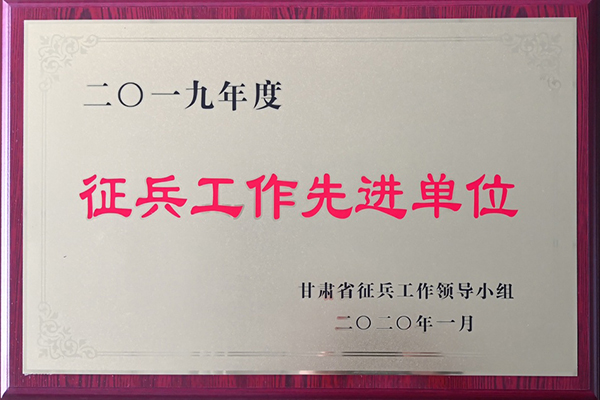 二〇一九年度
征兵工作先进单位
甘肃省征兵工作领导小组
二〇二〇年一月